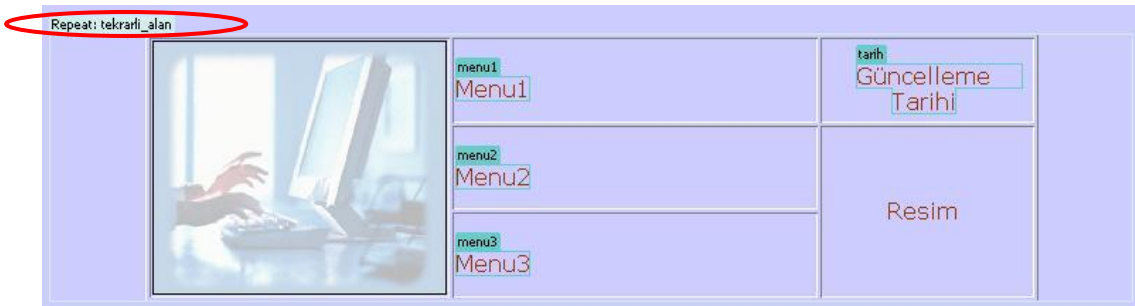 Repeat: tekrarli_alan
menu1
Menu1
tarih
Güncelleme
Tarihi
menu2
Menu2
Resim
menu3
Menu3